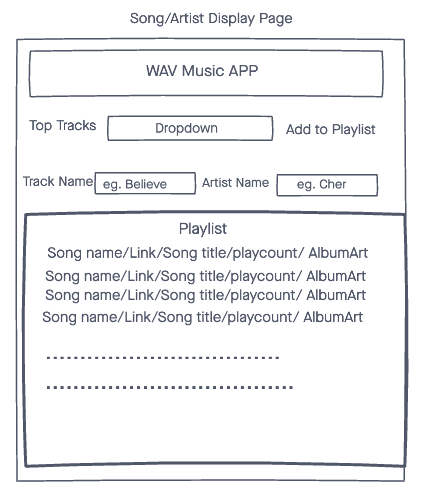 Song/Artist Display Page
WAV Music APP
Top Tracks Dropdown Add to Playlist
Track Name eg. Believe Artist Name eg. Cher
Playlist
Song name/Link/Song title/playcount/ AlbumArt
Song name/Link/Song title/playcount/ AlbumArt
Song name/Link/Song title/playcount/ AlbumArt
Song name/Link/Song title/playcount/ AlbumArt